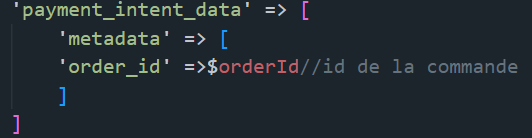 'payment_intent_data' => [
'metadata' => [
'order_id' =>$orderId//id de la commande
]
]